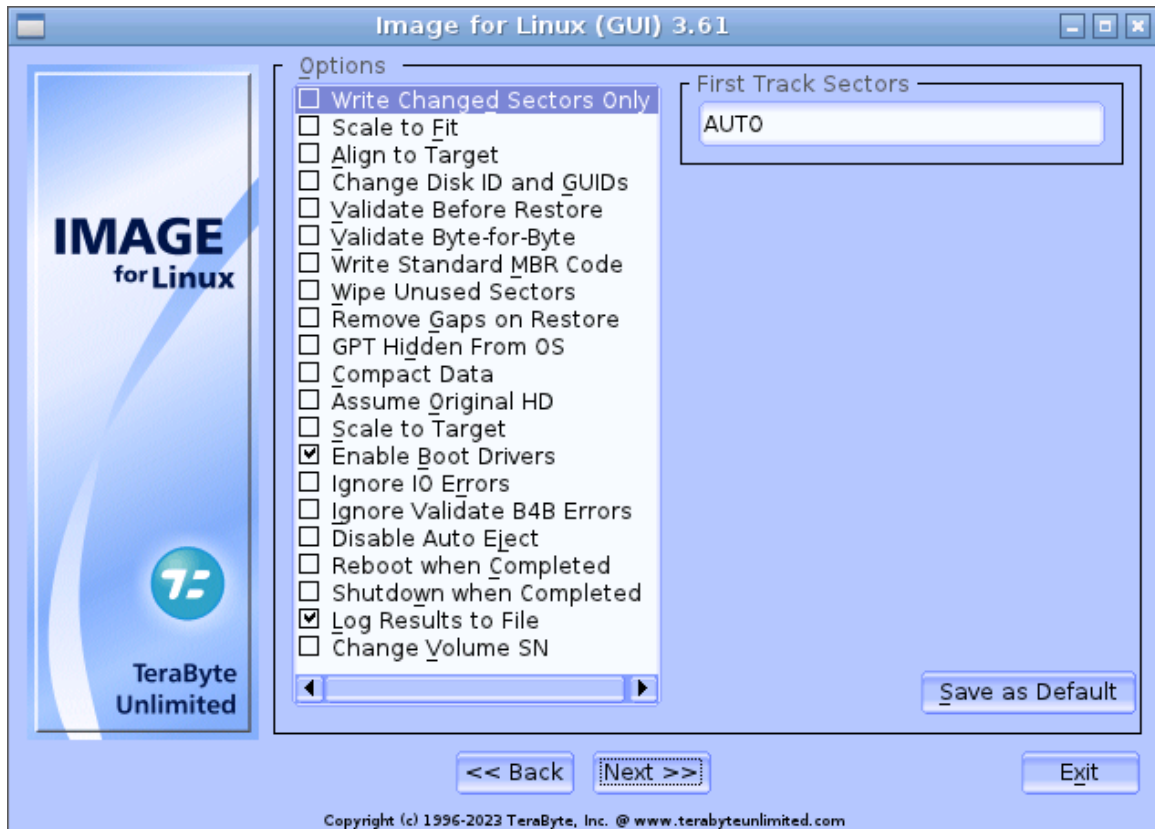 Image for Linux (GUI) 3.61
IMAGE
for Linux
TeraByte
Unlimited
Options
Write Changed Sectors Only
Scale to Fit
Align to Target
Change Disk ID and GUIDs
Validate Before Restore
Validate Byte-for-Byte
Write Standard MBR Code
Wipe Unused Sectors
Remove Gaps on Restore
GPT Hidden From OS
Compact Data
Assume Original HD
Scale to Target
Enable Boot Drivers
Ignore IO Errors
Ignore Validate B4B Errors
Disable Auto Eject
Reboot when Completed
Shutdown when Completed
Log Results to File
Change Volume SN
First Track Sectors
AUTO
Save as Default
<< Back
Next >>
Exit
Copyright (c) 1996-2023 TeraByte, Inc. @ www.terabyteunlimited.com